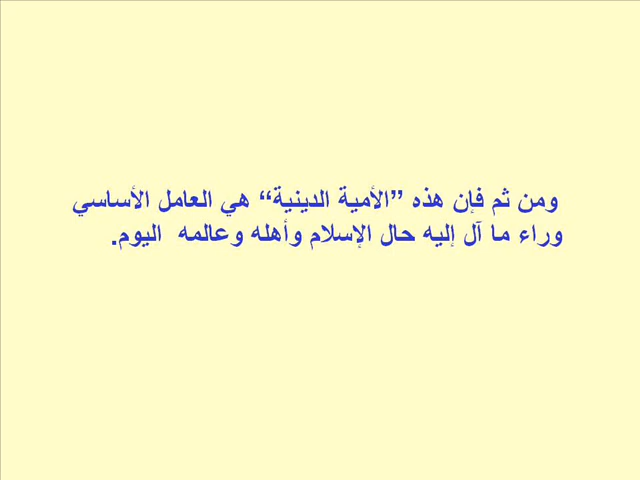 ومن ثم فإن هذه ”الأمية الدينية“ هي العامل الأساسي
وراء ما آل إليه حال الإسلام وأهله وعالمه  اليوم.